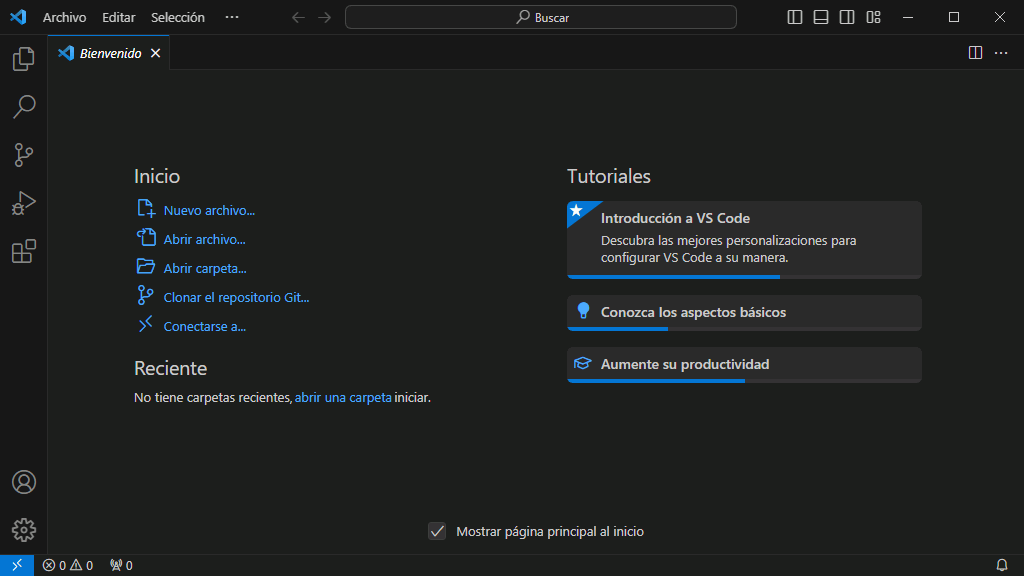 Archivo Editar Selección ··· Buscar
Bienvenido
Inicio
Nuevo archivo...
Abrir archivo...
Abrir carpeta...
Clonar el repositorio Git...
Conectarse a...
Reciente
No tiene carpetas recientes, abrir una carpeta iniciar.
Tutoriales
Introducción a VS Code
Descubra las mejores personalizaciones para
configurar VS Code a su manera.
Conozca los aspectos básicos
Aumente su productividad
Mostrar página principal al inicio
0 0 0